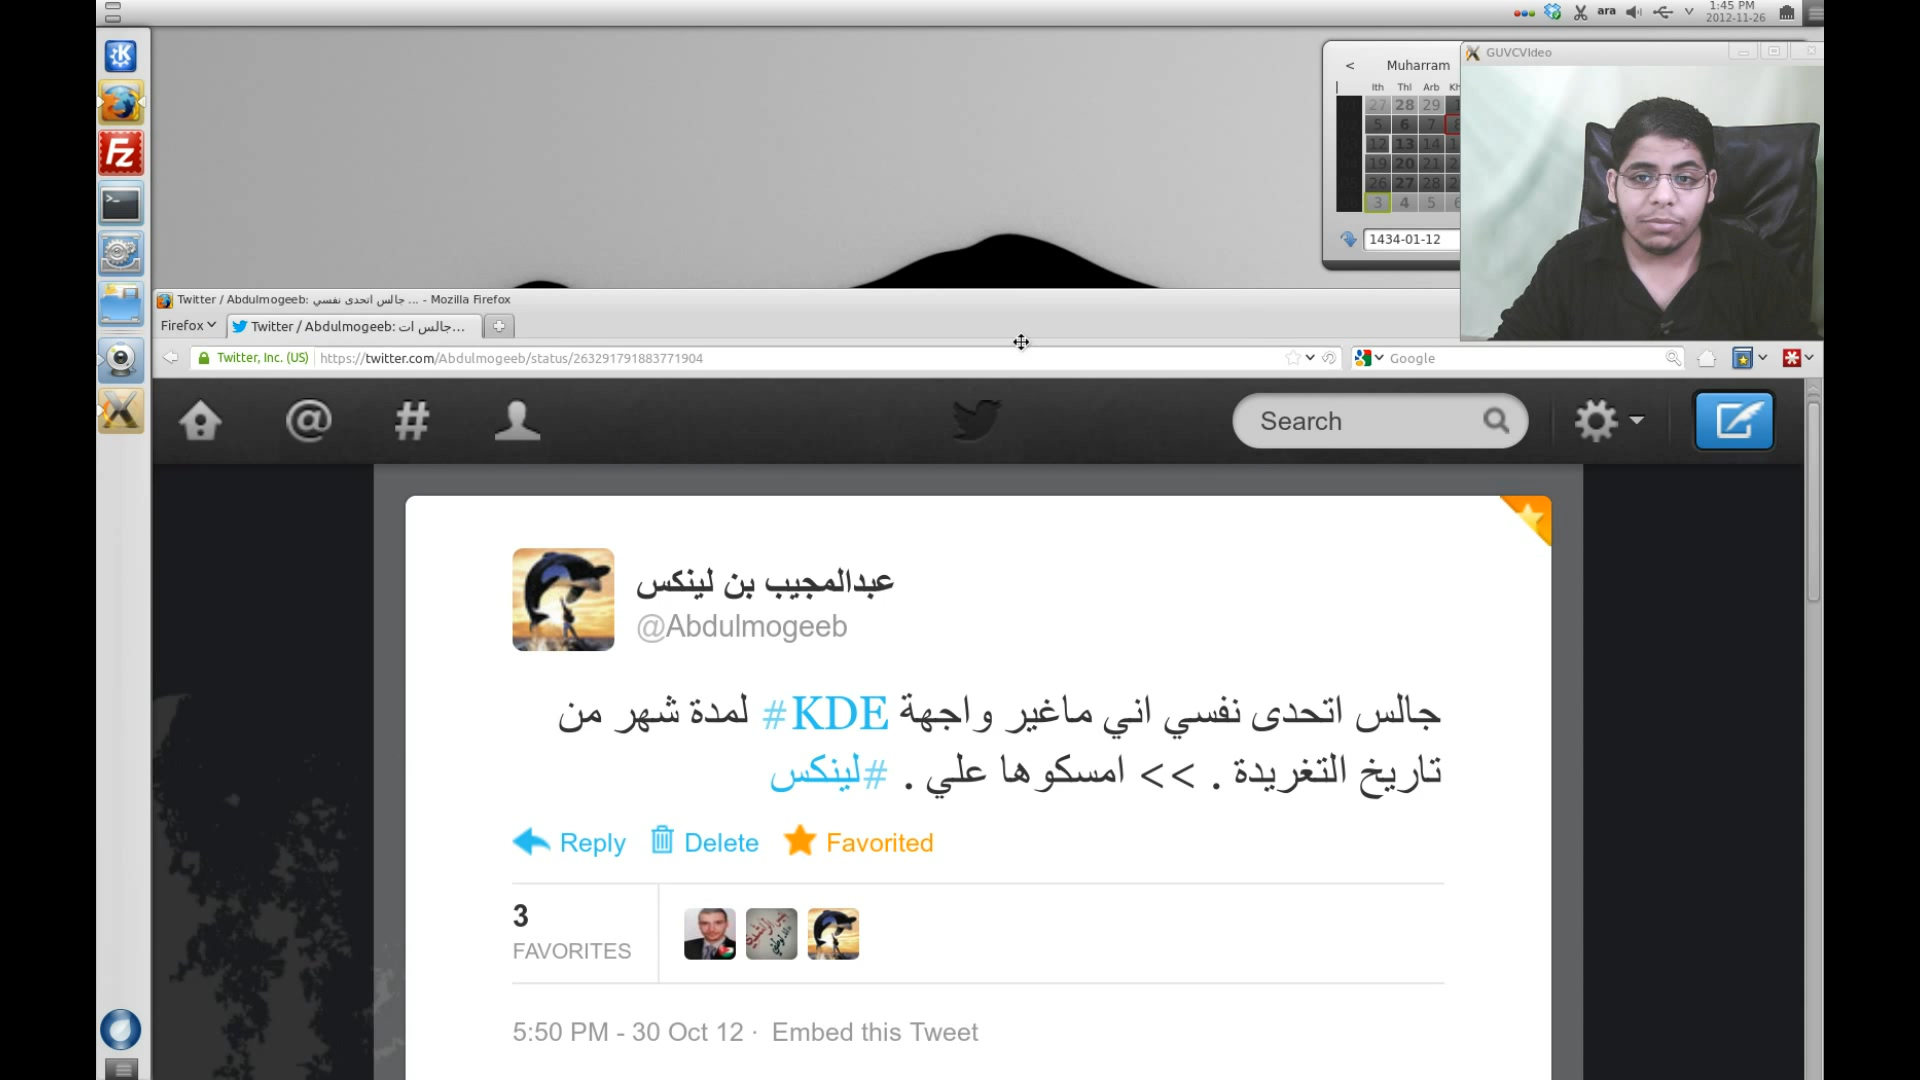 ara
1:45 PM
2012-11-26
GUVCVIdeo
< Muharram
Ith Thl Arb
27 28 29
5 6 7 8
12 13 14
19 20 21
26 27 28
3 4 5 6
1434-01-12
Twitter / Abdulmogeeb: جالس اتحدى نفسي ... - Mozilla Firefox
Firefox
Twitter / Abdulmogeeb: جالس ات...
Twitter, Inc. (US) https://twitter.com/Abdulmogeeb/status/263291791883771904
Google
Search
عبدالمجيب بن لينكس
@Abdulmogeeb
جالس اتحدى نفسي اني ماغير واجهة #KDE لمدة شهر من
تاريخ التغريدة . >> امسكوها علي . #لينكس
Reply Delete Favorited
3
FAVORITES
5:50 PM - 30 Oct 12 · Embed this Tweet